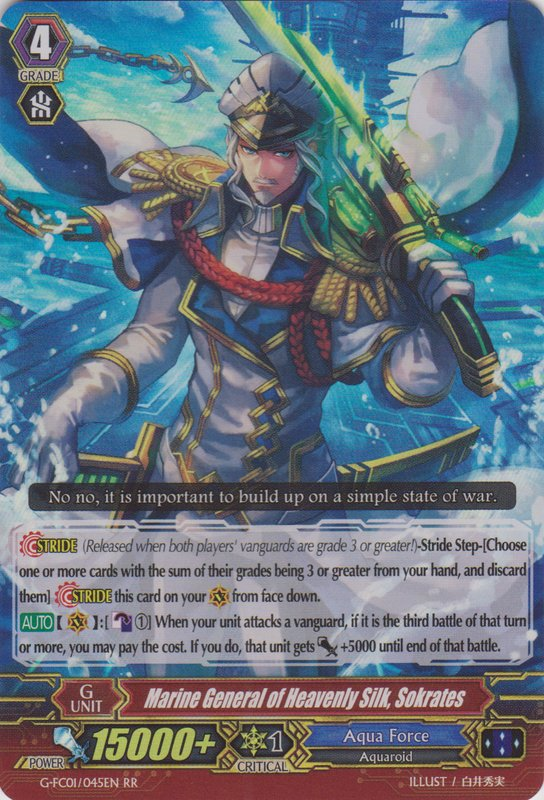 4
GRADE
No no, it is important to build up on a simple state of war.
STRIDE (Released when both players' vanguards are grade 3 or greater!)-Stride Step-[Choose
one or more cards with the sum of their grades being 3 or greater from your hand, and discard
them] STRIDE this card on your from face down.
AUTO 【 】:[ ①] When your unit attacks a vanguard, if it is the third battle of that turn
or more, you may pay the cost. If you do, that unit gets +5000 until end of that battle.
G
UNIT
Marine General of Heavenly Silk, Sokrates
POWER
15000+
1
CRITICAL
Aqua Force
Aquaroid
G-FC01/045EN RR
ILLUST / 白井秀実